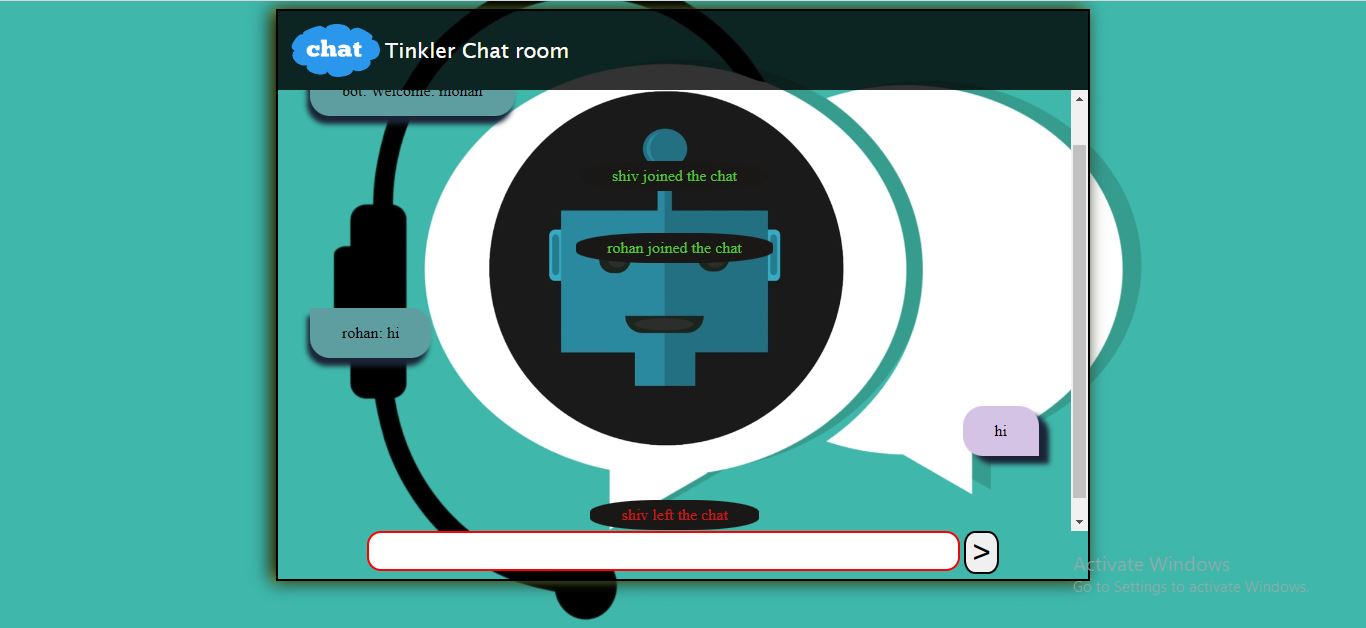 chat Tinkler Chat room
bot: Welcome: mohan
shiv joined the chat
rohan joined the chat
rohan: hi
hi
shiv left the chat
>
Activate Windows
Go to Settings to activate Windows.